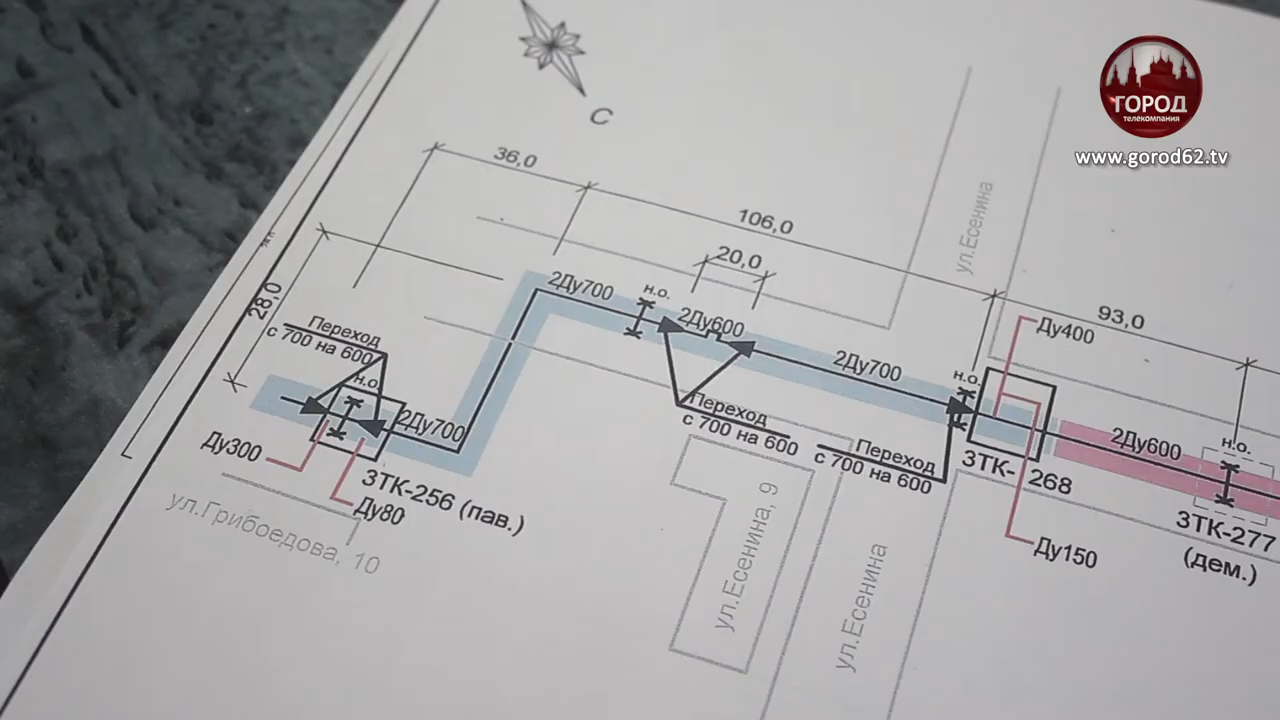 ГОРОД
телекомпания
www.gorod62.tv
С
36,0
106,0
20,0
28,0
93,0
ул.Есенина
2Ду700
н.о.
2Ду600
2Ду700
н.о.
Ду400
Переход
с 700 на 600
н.о.
2Ду700
Переход
с 700 на 600
Переход
с 700 на 600
2Ду600
н.о.
Ду300
3ТК-256 (пав.)
Ду80
3ТК- 268
3ТК-277
(дем.)
Ду150
ул.Грибоедова, 10
ул.Есенина, 9
ул.Есенина